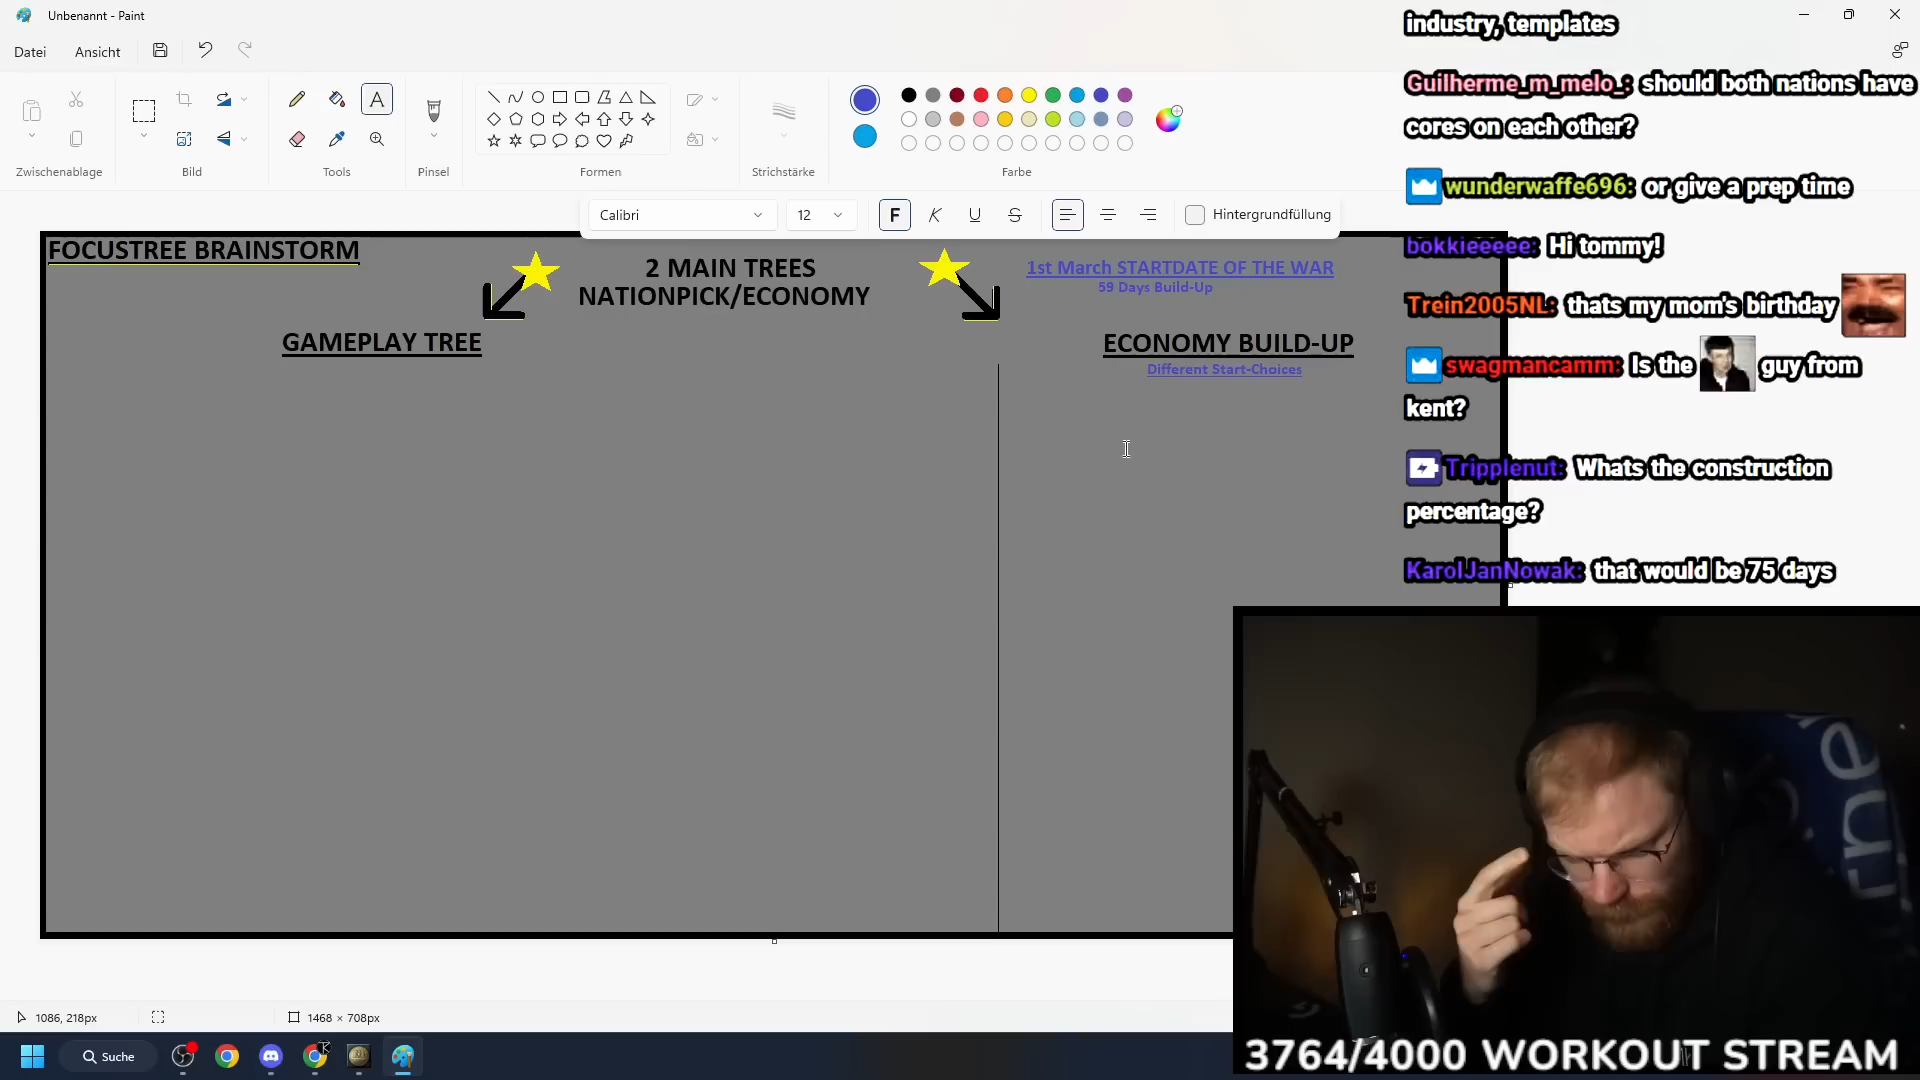 Unbenannt - Paint
Datei
Ansicht
Zwischenablage
Bild
Tools
Pinsel
Formen
Strichstärke
Farbe
Calibri
12
F
K
U
S
Hintergrundfüllung
FOCUSTREE BRAINSTORM
2 MAIN TREES
NATIONPICK/ECONOMY
1st March STARTDATE OF THE WAR
59 Days Build-Up
GAMEPLAY TREE
ECONOMY BUILD-UP
Different Start-Choices
industry, templates
Guilherme_m_melo_: should both nations have
cores on each other?
wunderwaffe696: or give a prep time
bokkieeeee: Hi tommy!
Trein2005NL: thats my mom's birthday
swagmancamm: Is the guy from
kent?
Tripplenut: Whats the construction
percentage?
KarolJanNowak: that would be 75 days
1086, 218px
1468 × 708px
Suche
3764/4000 WORKOUT STREAM